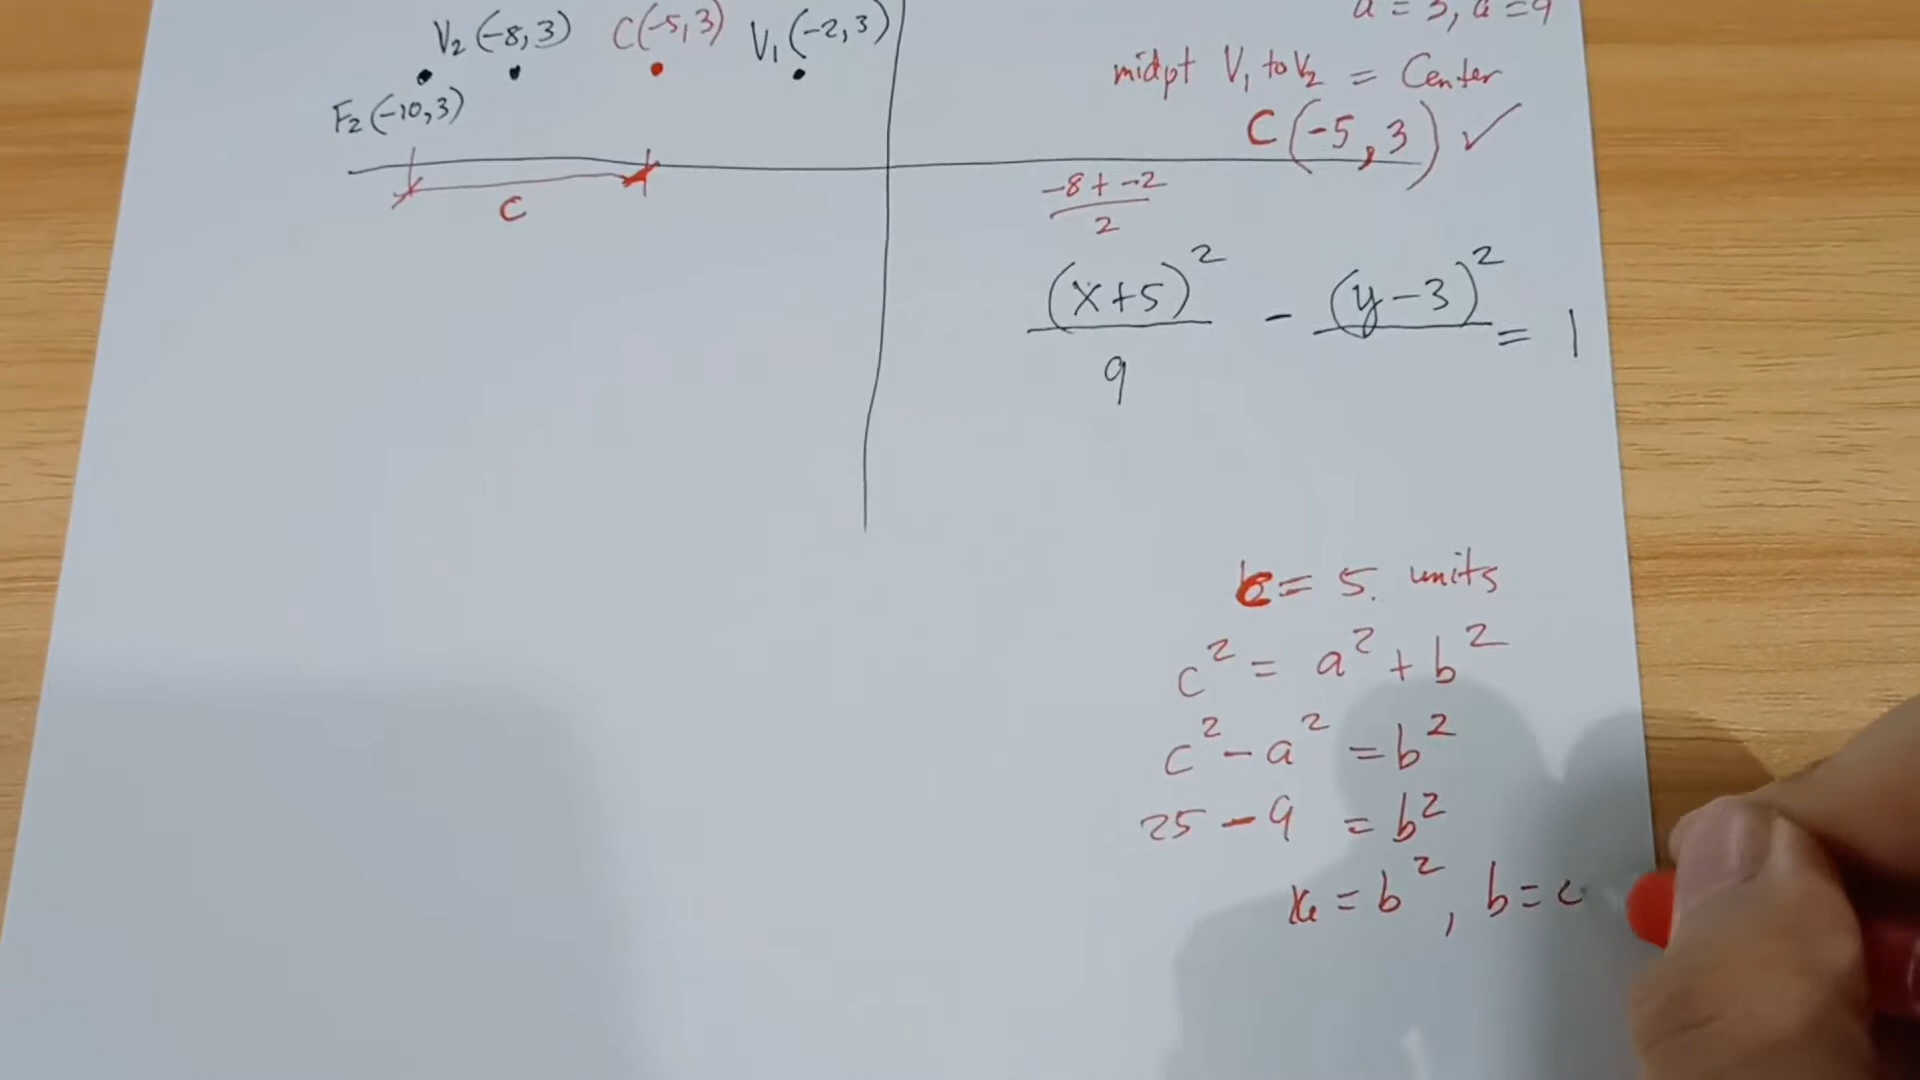 V₂(-8,3) C(-5,3) V₁(-2,3)
F₂(-10,3)
C
a = 3, a = 9
midpt V₁ to V₂ = Center
C(-5,3) ✓
-8 + -2
2
(x+5)² - (y-3)² = 1
9
c = 5. units
c² = a² + b²
c² - a² = b²
25 - 9 = b²
16 = b², b =